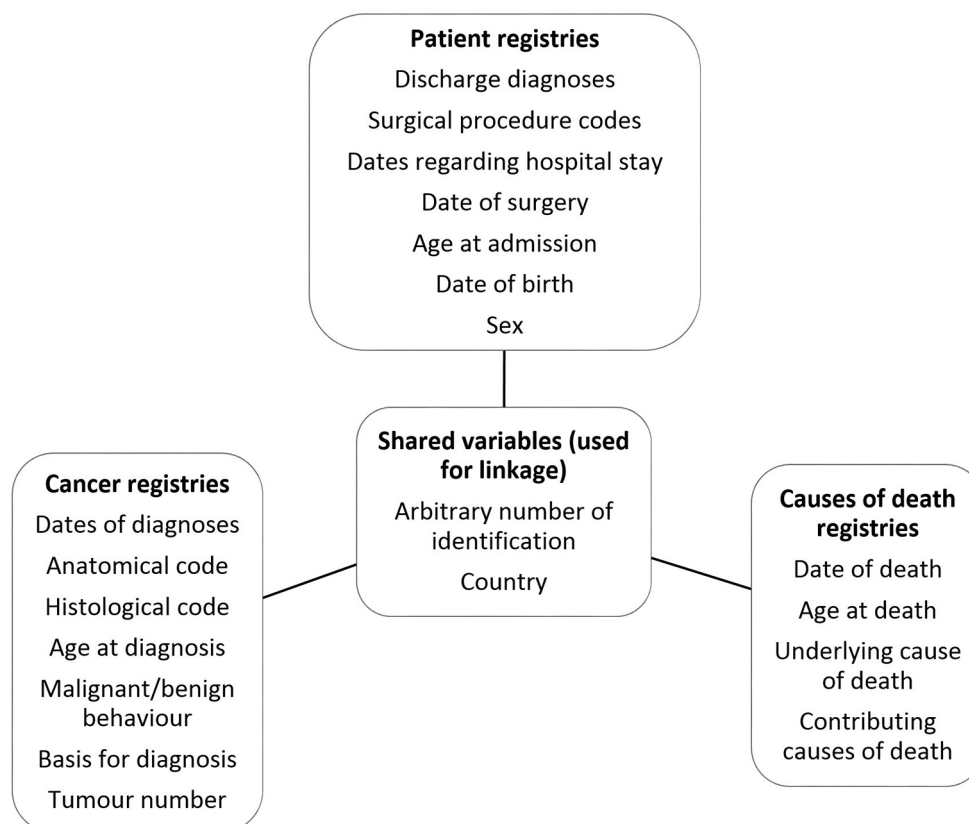 Patient registries
Discharge diagnoses
Surgical procedure codes
Dates regarding hospital stay
Date of surgery
Age at admission
Date of birth
Sex
Shared variables (used
for linkage)
Arbitrary number of
identification
Country
Cancer registries
Dates of diagnoses
Anatomical code
Histological code
Age at diagnosis
Malignant/benign
behaviour
Basis for diagnosis
Tumour number
Causes of death
registries
Date of death
Age at death
Underlying cause
of death
Contributing
causes of death